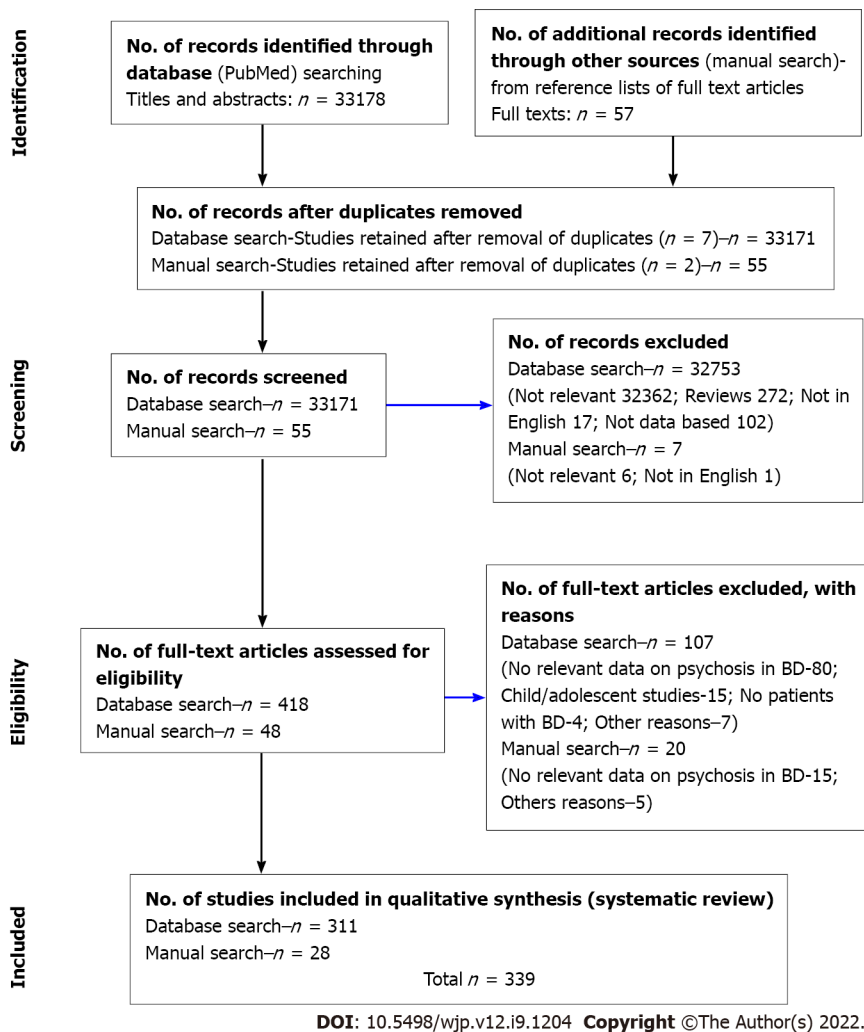 Identification
No. of records identified through
database (PubMed) searching
Titles and abstracts: n = 33178
No. of additional records identified
through other sources (manual search)-
from reference lists of full text articles
Full texts: n = 57
No. of records after duplicates removed
Database search-Studies retained after removal of duplicates (n = 7)–n = 33171
Manual search-Studies retained after removal of duplicates (n = 2)–n = 55
Screening
No. of records screened
Database search–n = 33171
Manual search–n = 55
No. of records excluded
Database search–n = 32753
(Not relevant 32362; Reviews 272; Not in
English 17; Not data based 102)
Manual search–n = 7
(Not relevant 6; Not in English 1)
Eligibility
No. of full-text articles assessed for
eligibility
Database search–n = 418
Manual search–n = 48
No. of full-text articles excluded, with
reasons
Database search–n = 107
(No relevant data on psychosis in BD-80;
Child/adolescent studies-15; No patients
with BD-4; Other reasons–7)
Manual search–n = 20
(No relevant data on psychosis in BD-15;
Others reasons–5)
Included
No. of studies included in qualitative synthesis (systematic review)
Database search–n = 311
Manual search–n = 28
Total n = 339
DOI: 10.5498/wjp.v12.i9.1204 Copyright ©The Author(s) 2022.